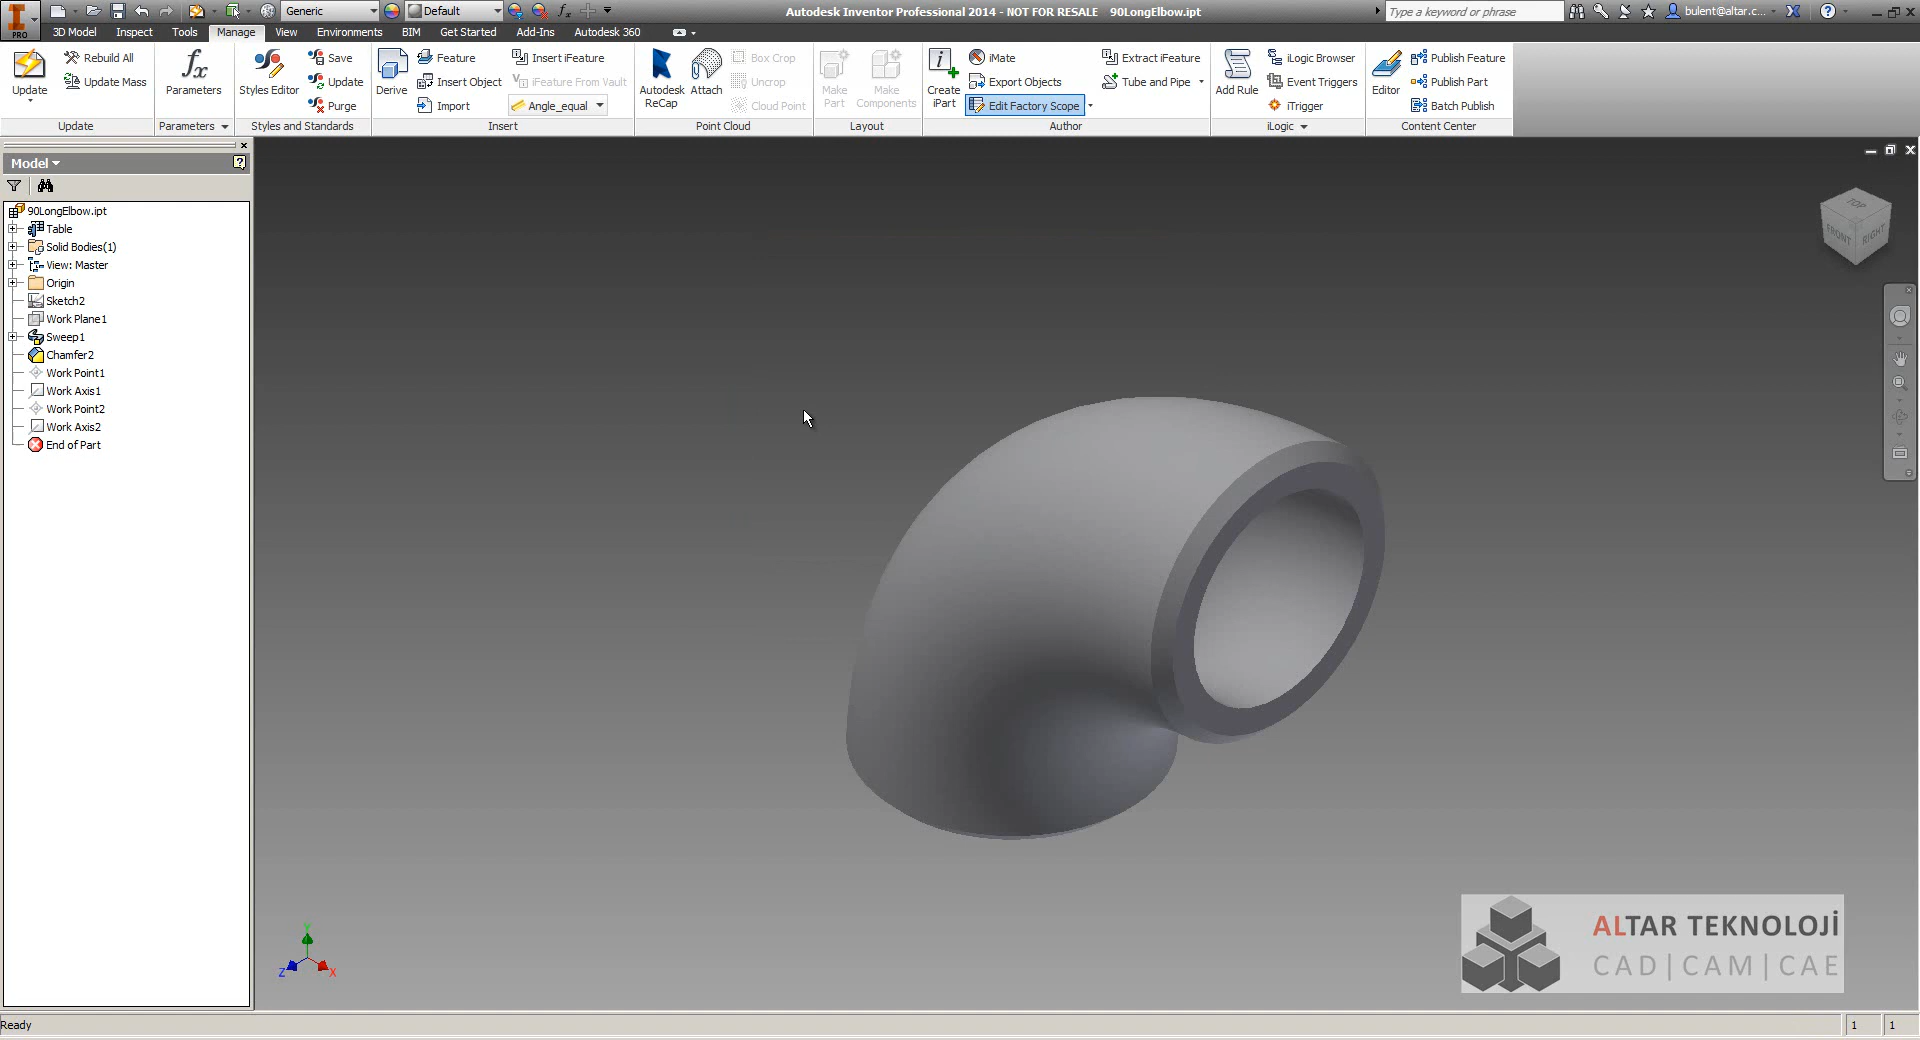 Generic
Default
Autodesk Inventor Professional 2014 - NOT FOR RESALE 90LongElbow.ipt
Type a keyword or phrase
bulent@altar.c...
PRO
3D Model
Inspect
Tools
Manage
View
Environments
BIM
Get Started
Add-Ins
Autodesk 360
Update
Rebuild All
Update Mass
Update
Parameters
Parameters
Styles Editor
Save
Update
Purge
Styles and Standards
Derive
Feature
Insert Object
Import
Insert iFeature
iFeature From Vault
Angle_equal
Insert
Autodesk ReCap
Attach
Box Crop
Uncrop
Cloud Point
Point Cloud
Make Part
Make Components
Layout
Create iPart
iMate
Export Objects
Edit Factory Scope
Extract iFeature
Tube and Pipe
Author
Add Rule
iLogic Browser
Event Triggers
iTrigger
iLogic
Editor
Publish Feature
Publish Part
Batch Publish
Content Center
Model
90LongElbow.ipt
Table
Solid Bodies(1)
View: Master
Origin
Sketch2
Work Plane1
Sweep1
Chamfer2
Work Point1
Work Axis1
Work Point2
Work Axis2
End of Part
TOP
FRONT
RIGHT
Y
Z
X
ALTAR TEKNOLOJİ
CAD|CAM|CAE
Ready
1
1